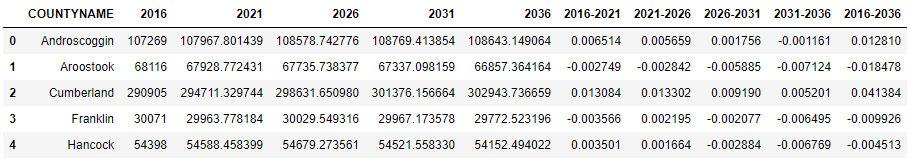 COUNTYNAME 2016 2021 2026 2031 2036 2016-2021 2021-2026 2026-2031 2031-2036 2016-2036
0 Androscoggin 107269 107967.801439 108578.742776 108769.413854 108643.149064 0.006514 0.005659 0.001756 -0.001161 0.012810
1 Aroostook 68116 67928.772431 67735.738377 67337.098159 66857.364164 -0.002749 -0.002842 -0.005885 -0.007124 -0.018478
2 Cumberland 290905 294711.329744 298631.650980 301376.156664 302943.736659 0.013084 0.013302 0.009190 0.005201 0.041384
3 Franklin 30071 29963.778184 30029.549316 29967.173578 29772.523196 -0.003566 0.002195 -0.002077 -0.006495 -0.009926
4 Hancock 54398 54588.458399 54679.273561 54521.558330 54152.494022 0.003501 0.001664 -0.002884 -0.006769 -0.004513